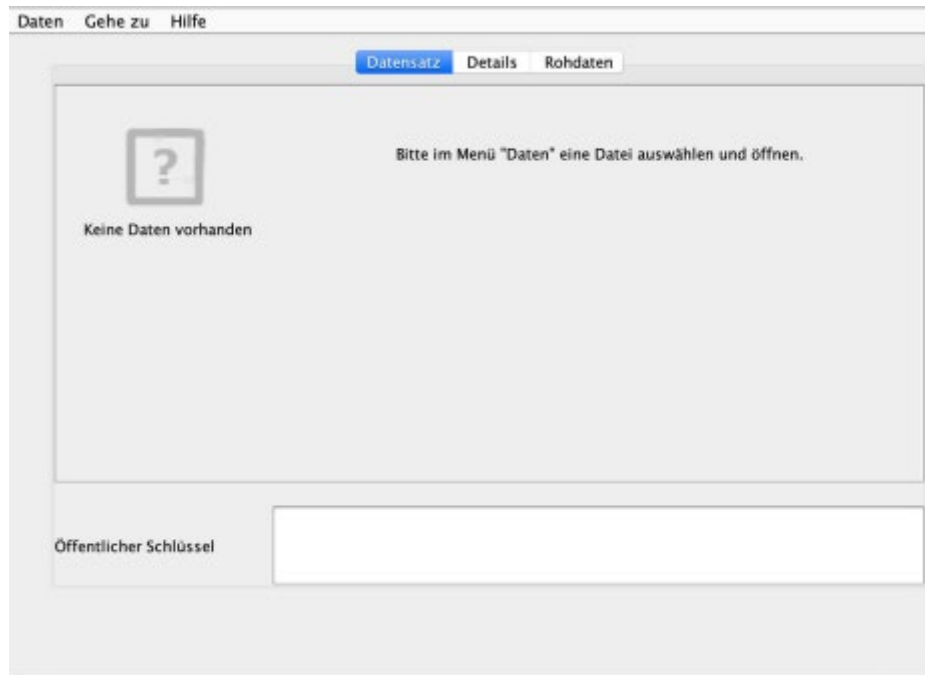 Daten Gehe zu Hilfe
Datensatz Details Rohdaten
?
Bitte im Menü "Daten" eine Datei auswählen und öffnen.
Keine Daten vorhanden
Öffentlicher Schlüssel